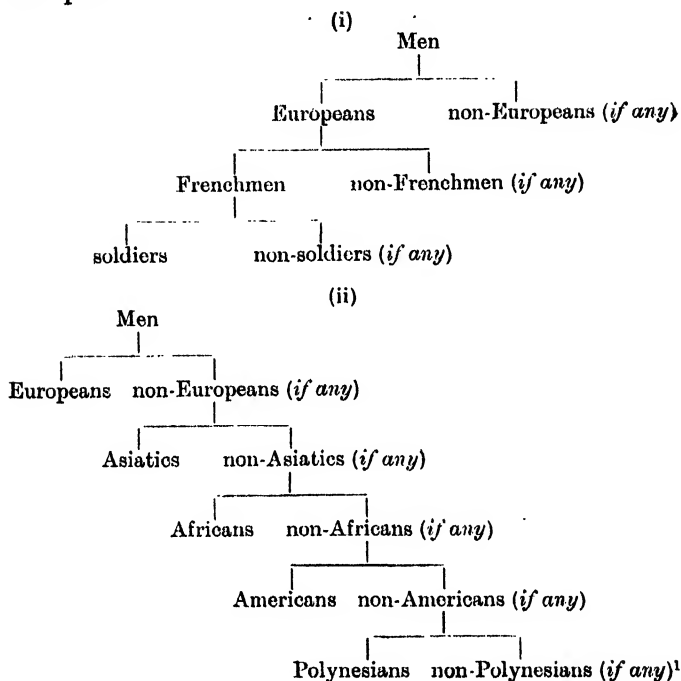 (i)
Men
Europeans non-Europeans (if any)
Frenchmen non-Frenchmen (if any)
soldiers non-soldiers (if any)
(ii)
Men
Europeans non-Europeans (if any)
Asiatics non-Asiatics (if any)
Africans non-Africans (if any)
Americans non-Americans (if any)
Polynesians non-Polynesians (if any)¹